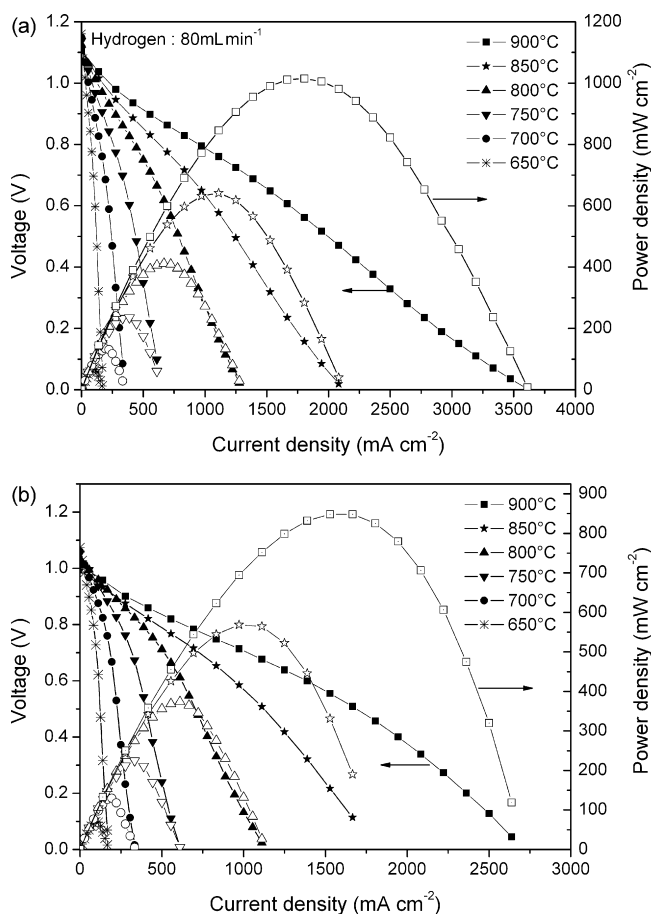 (a)
Hydrogen : 80mLmin⁻¹
900°C
850°C
800°C
750°C
700°C
650°C
Voltage (V)
1.2
1.0
0.8
0.6
0.4
0.2
0.0
Power density (mW cm⁻²)
1200
1000
800
600
400
200
0
0 500 1000 1500 2000 2500 3000 3500 4000
Current density (mA cm⁻²)
(b)
900°C
850°C
800°C
750°C
700°C
650°C
Voltage (V)
1.2
1.0
0.8
0.6
0.4
0.2
0.0
Power density (mW cm⁻²)
900
800
700
600
500
400
300
200
100
0
0 500 1000 1500 2000 2500 3000
Current density (mA cm⁻²)